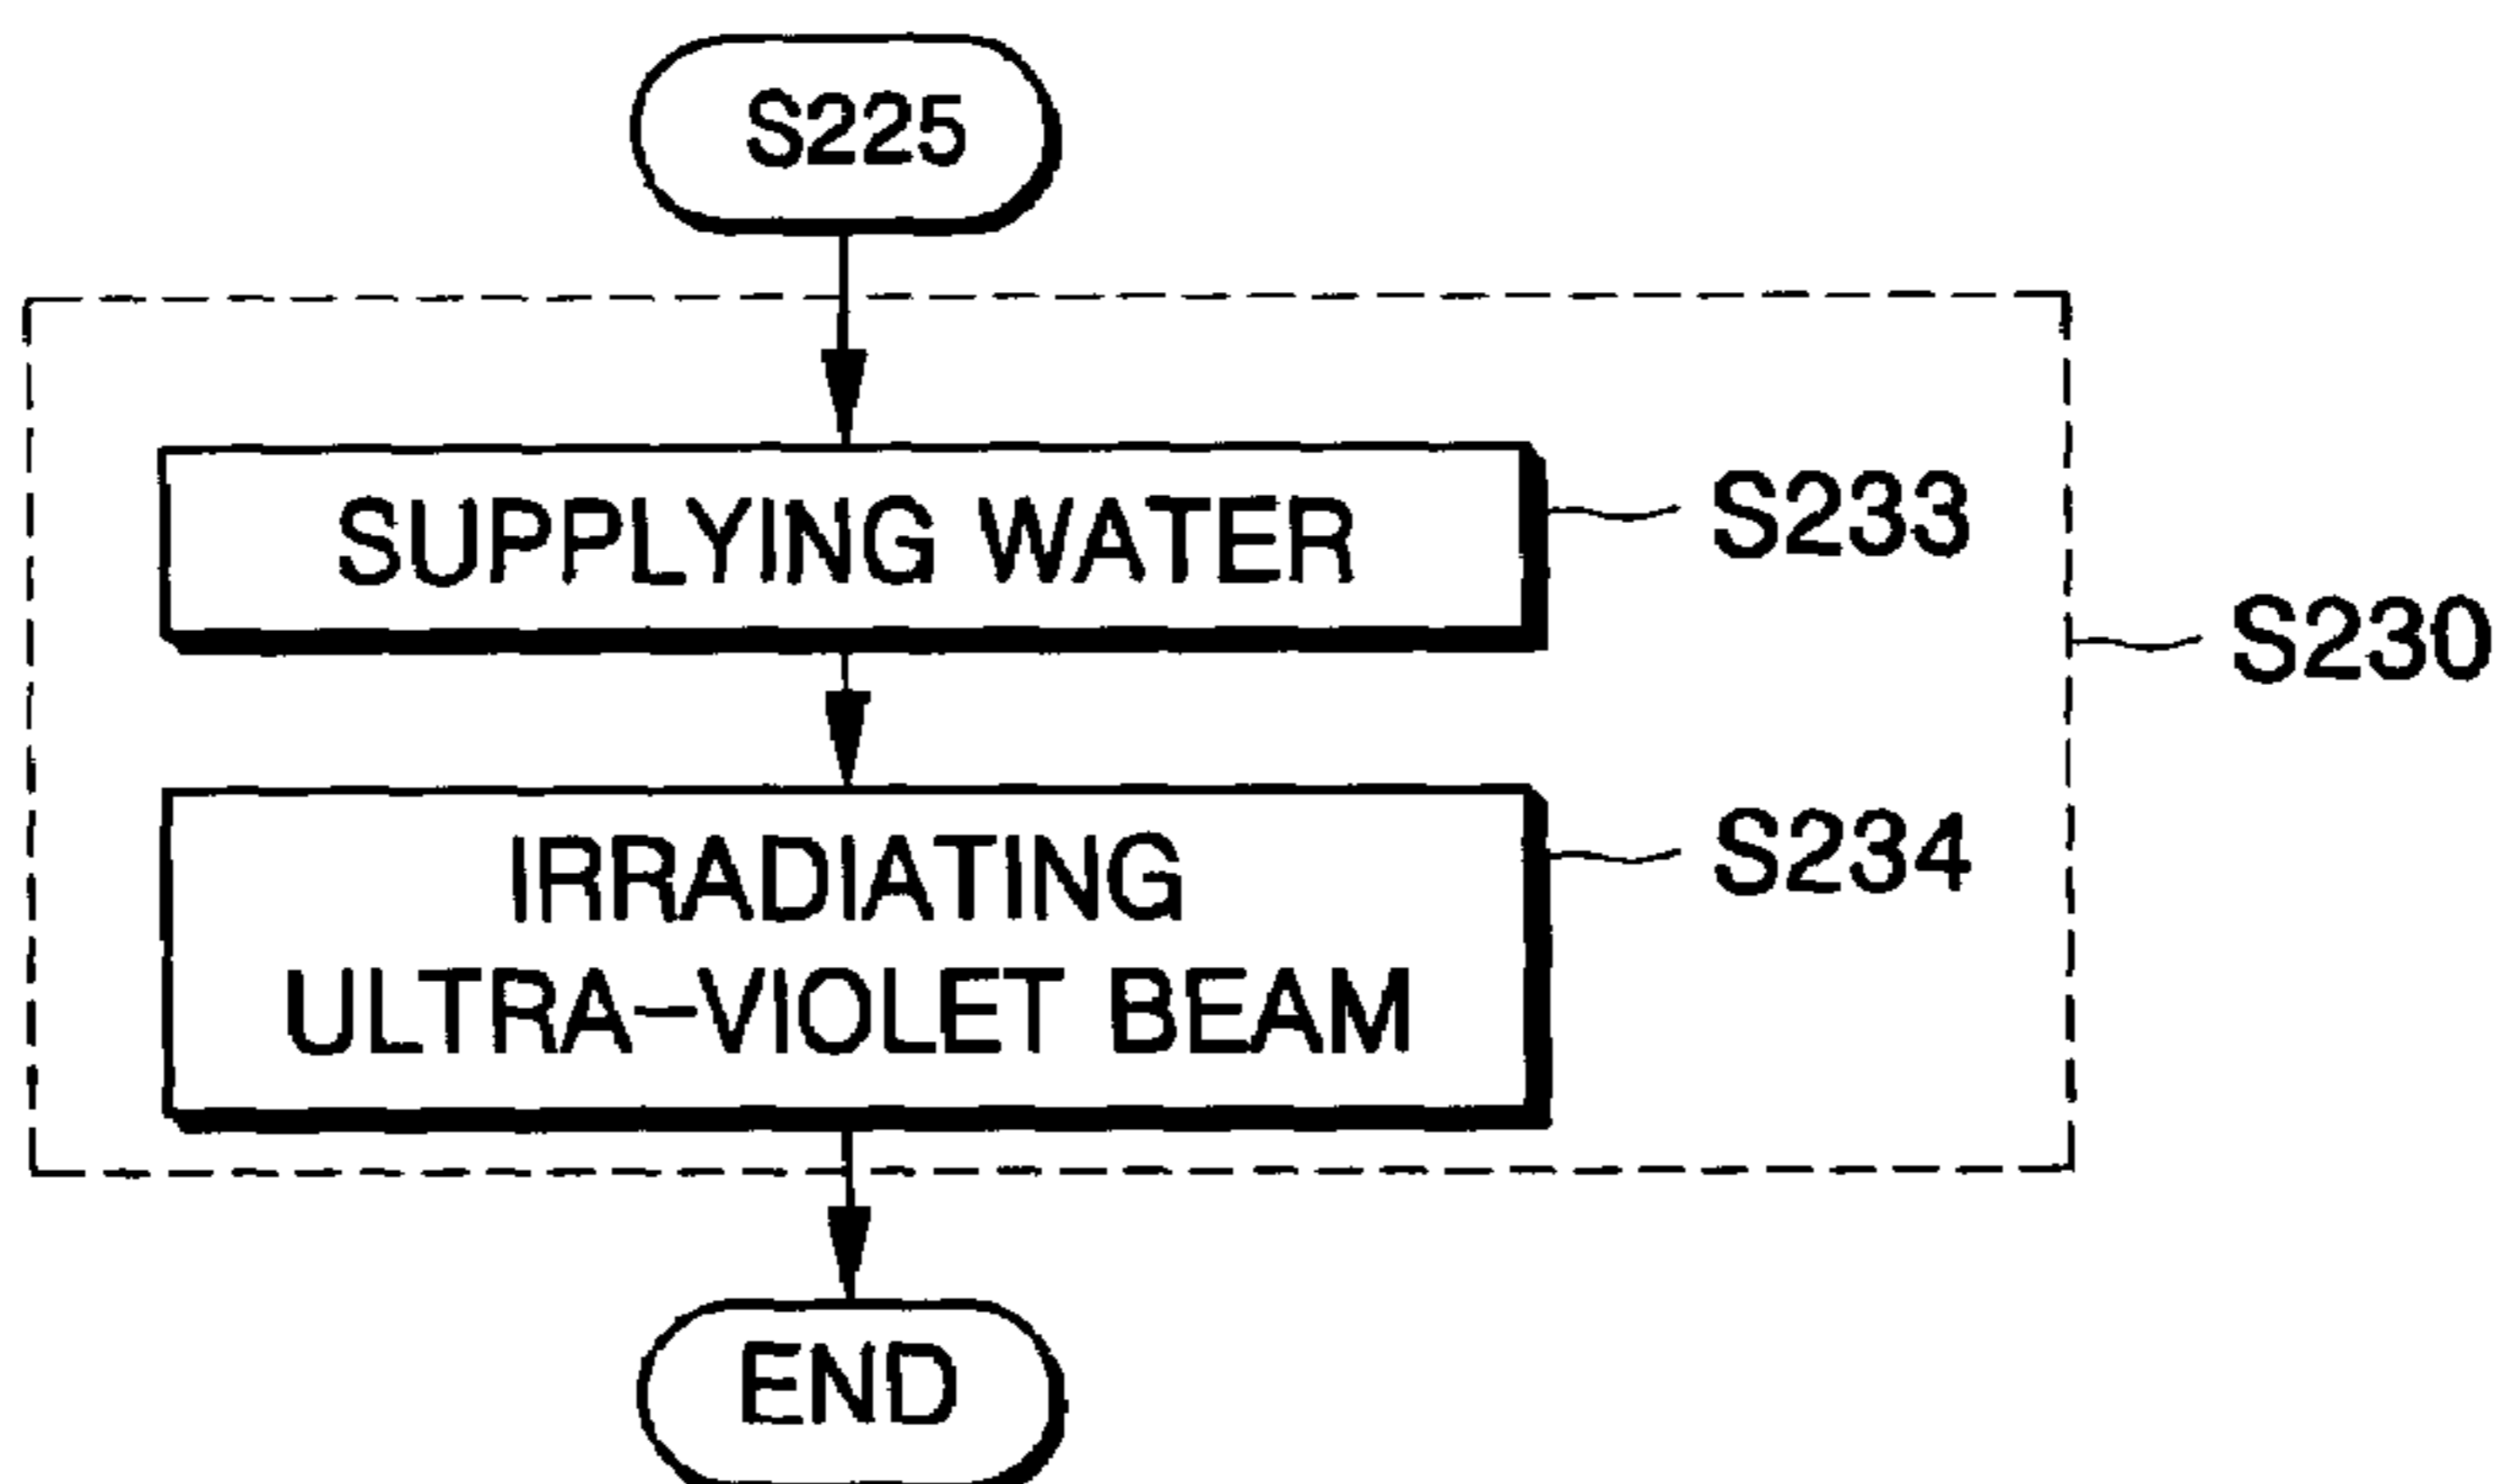 S225
SUPPLYING WATER
S233
S230
IRRADIATING
ULTRA-VIOLET BEAM
S234
END